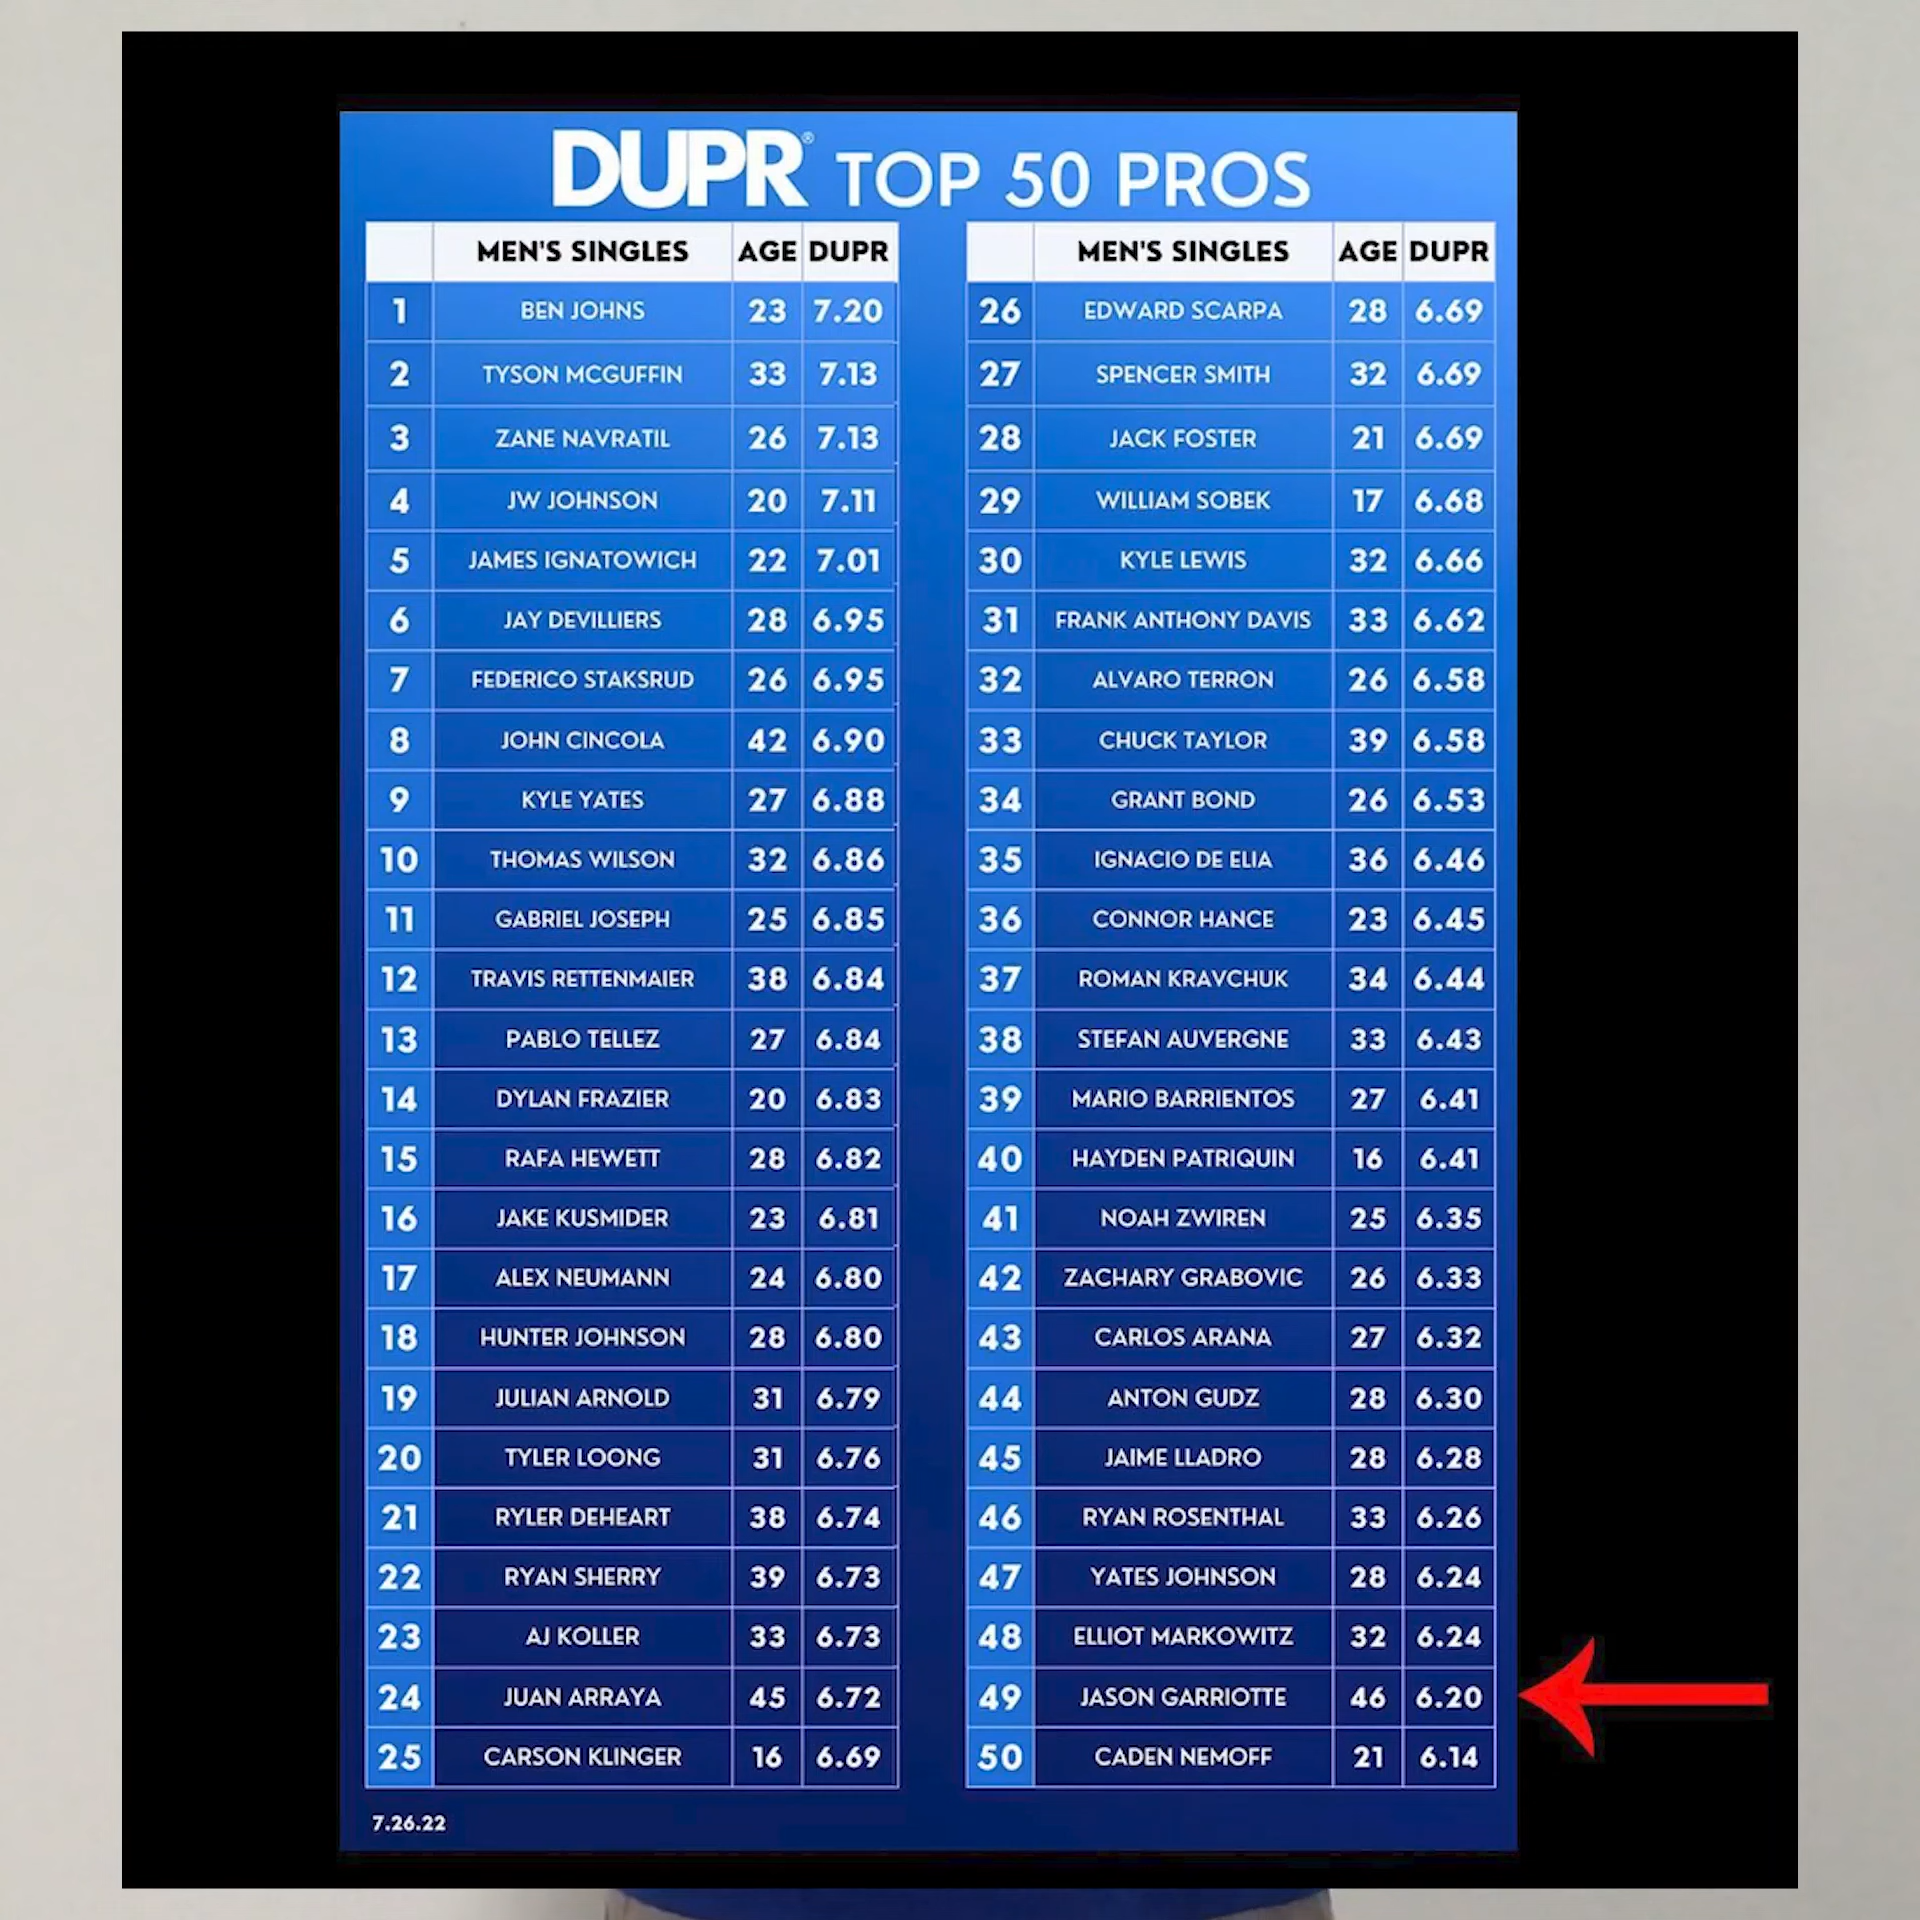 DUPR® TOP 50 PROS
MEN'S SINGLES AGE DUPR
1 BEN JOHNS 23 7.20
2 TYSON MCGUFFIN 33 7.13
3 ZANE NAVRATIL 26 7.13
4 JW JOHNSON 20 7.11
5 JAMES IGNATOWICH 22 7.01
6 JAY DEVILLIERS 28 6.95
7 FEDERICO STAKSRUD 26 6.95
8 JOHN CINCOLA 42 6.90
9 KYLE YATES 27 6.88
10 THOMAS WILSON 32 6.86
11 GABRIEL JOSEPH 25 6.85
12 TRAVIS RETTENMAIER 38 6.84
13 PABLO TELLEZ 27 6.84
14 DYLAN FRAZIER 20 6.83
15 RAFA HEWETT 28 6.82
16 JAKE KUSMIDER 23 6.81
17 ALEX NEUMANN 24 6.80
18 HUNTER JOHNSON 28 6.80
19 JULIAN ARNOLD 31 6.79
20 TYLER LOONG 31 6.76
21 RYLER DEHEART 38 6.74
22 RYAN SHERRY 39 6.73
23 AJ KOLLER 33 6.73
24 JUAN ARRAYA 45 6.72
25 CARSON KLINGER 16 6.69
MEN'S SINGLES AGE DUPR
26 EDWARD SCARPA 28 6.69
27 SPENCER SMITH 32 6.69
28 JACK FOSTER 21 6.69
29 WILLIAM SOBEK 17 6.68
30 KYLE LEWIS 32 6.66
31 FRANK ANTHONY DAVIS 33 6.62
32 ALVARO TERRON 26 6.58
33 CHUCK TAYLOR 39 6.58
34 GRANT BOND 26 6.53
35 IGNACIO DE ELIA 36 6.46
36 CONNOR HANCE 23 6.45
37 ROMAN KRAVCHUK 34 6.44
38 STEFAN AUVERGNE 33 6.43
39 MARIO BARRIENTOS 27 6.41
40 HAYDEN PATRIQUIN 16 6.41
41 NOAH ZWIREN 25 6.35
42 ZACHARY GRABOVIC 26 6.33
43 CARLOS ARANA 27 6.32
44 ANTON GUDZ 28 6.30
45 JAIME LLADRO 28 6.28
46 RYAN ROSENTHAL 33 6.26
47 YATES JOHNSON 28 6.24
48 ELLIOT MARKOWITZ 32 6.24
49 JASON GARRIOTTE 46 6.20
50 CADEN NEMOFF 21 6.14
7.26.22